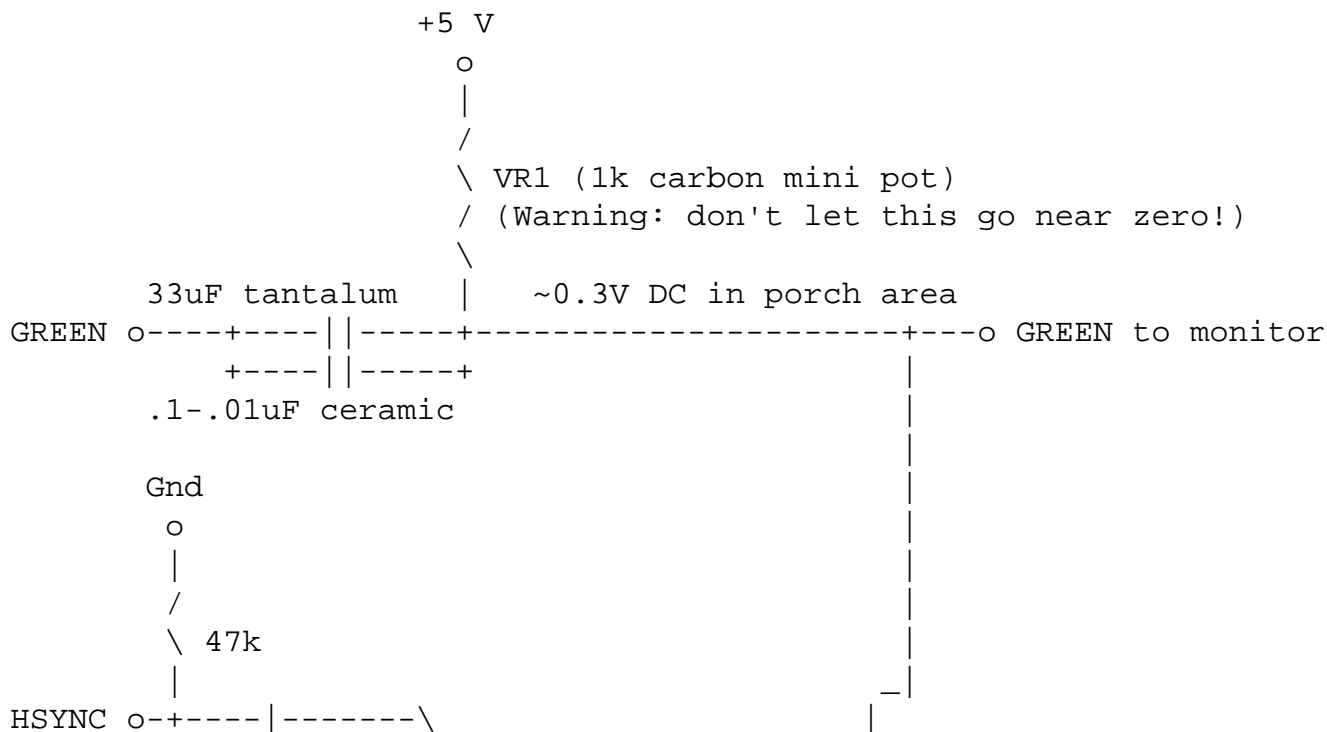 +5 V
o
|
/
\ VR1 (1k carbon mini pot)
/ (Warning: don't let this go near zero!)
\
33uF tantalum | ~0.3V DC in porch area
GREEN o----+----||-----+-----------------------+---o GREEN to monitor
+----||-----+ |
.1-.01uF ceramic |
|
Gnd |
o |
| |
/ |
\ 47k |
| _|
HSYNC o-+----|-------\ |